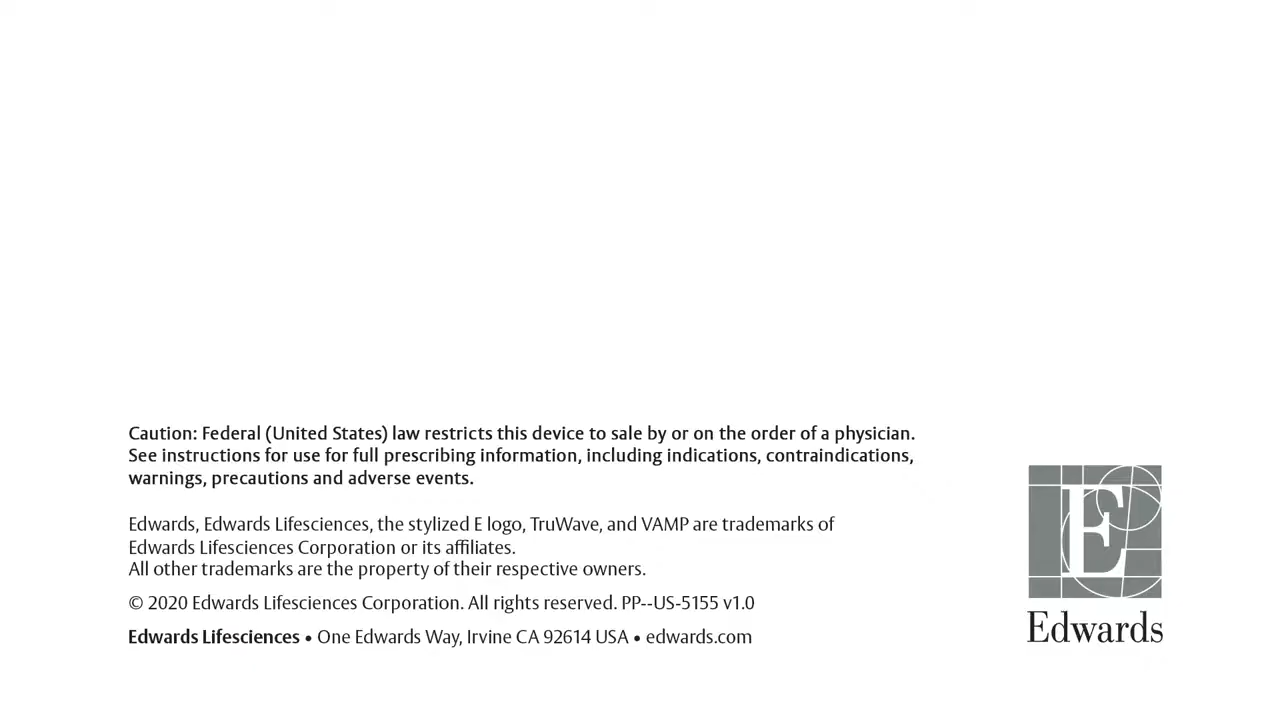 Caution: Federal (United States) law restricts this device to sale by or on the order of a physician.
See instructions for use for full prescribing information, including indications, contraindications,
warnings, precautions and adverse events.
Edwards, Edwards Lifesciences, the stylized E logo, TruWave, and VAMP are trademarks of
Edwards Lifesciences Corporation or its affiliates.
All other trademarks are the property of their respective owners.
© 2020 Edwards Lifesciences Corporation. All rights reserved. PP--US-5155 v1.0
Edwards Lifesciences • One Edwards Way, Irvine CA 92614 USA • edwards.com
E
Edwards